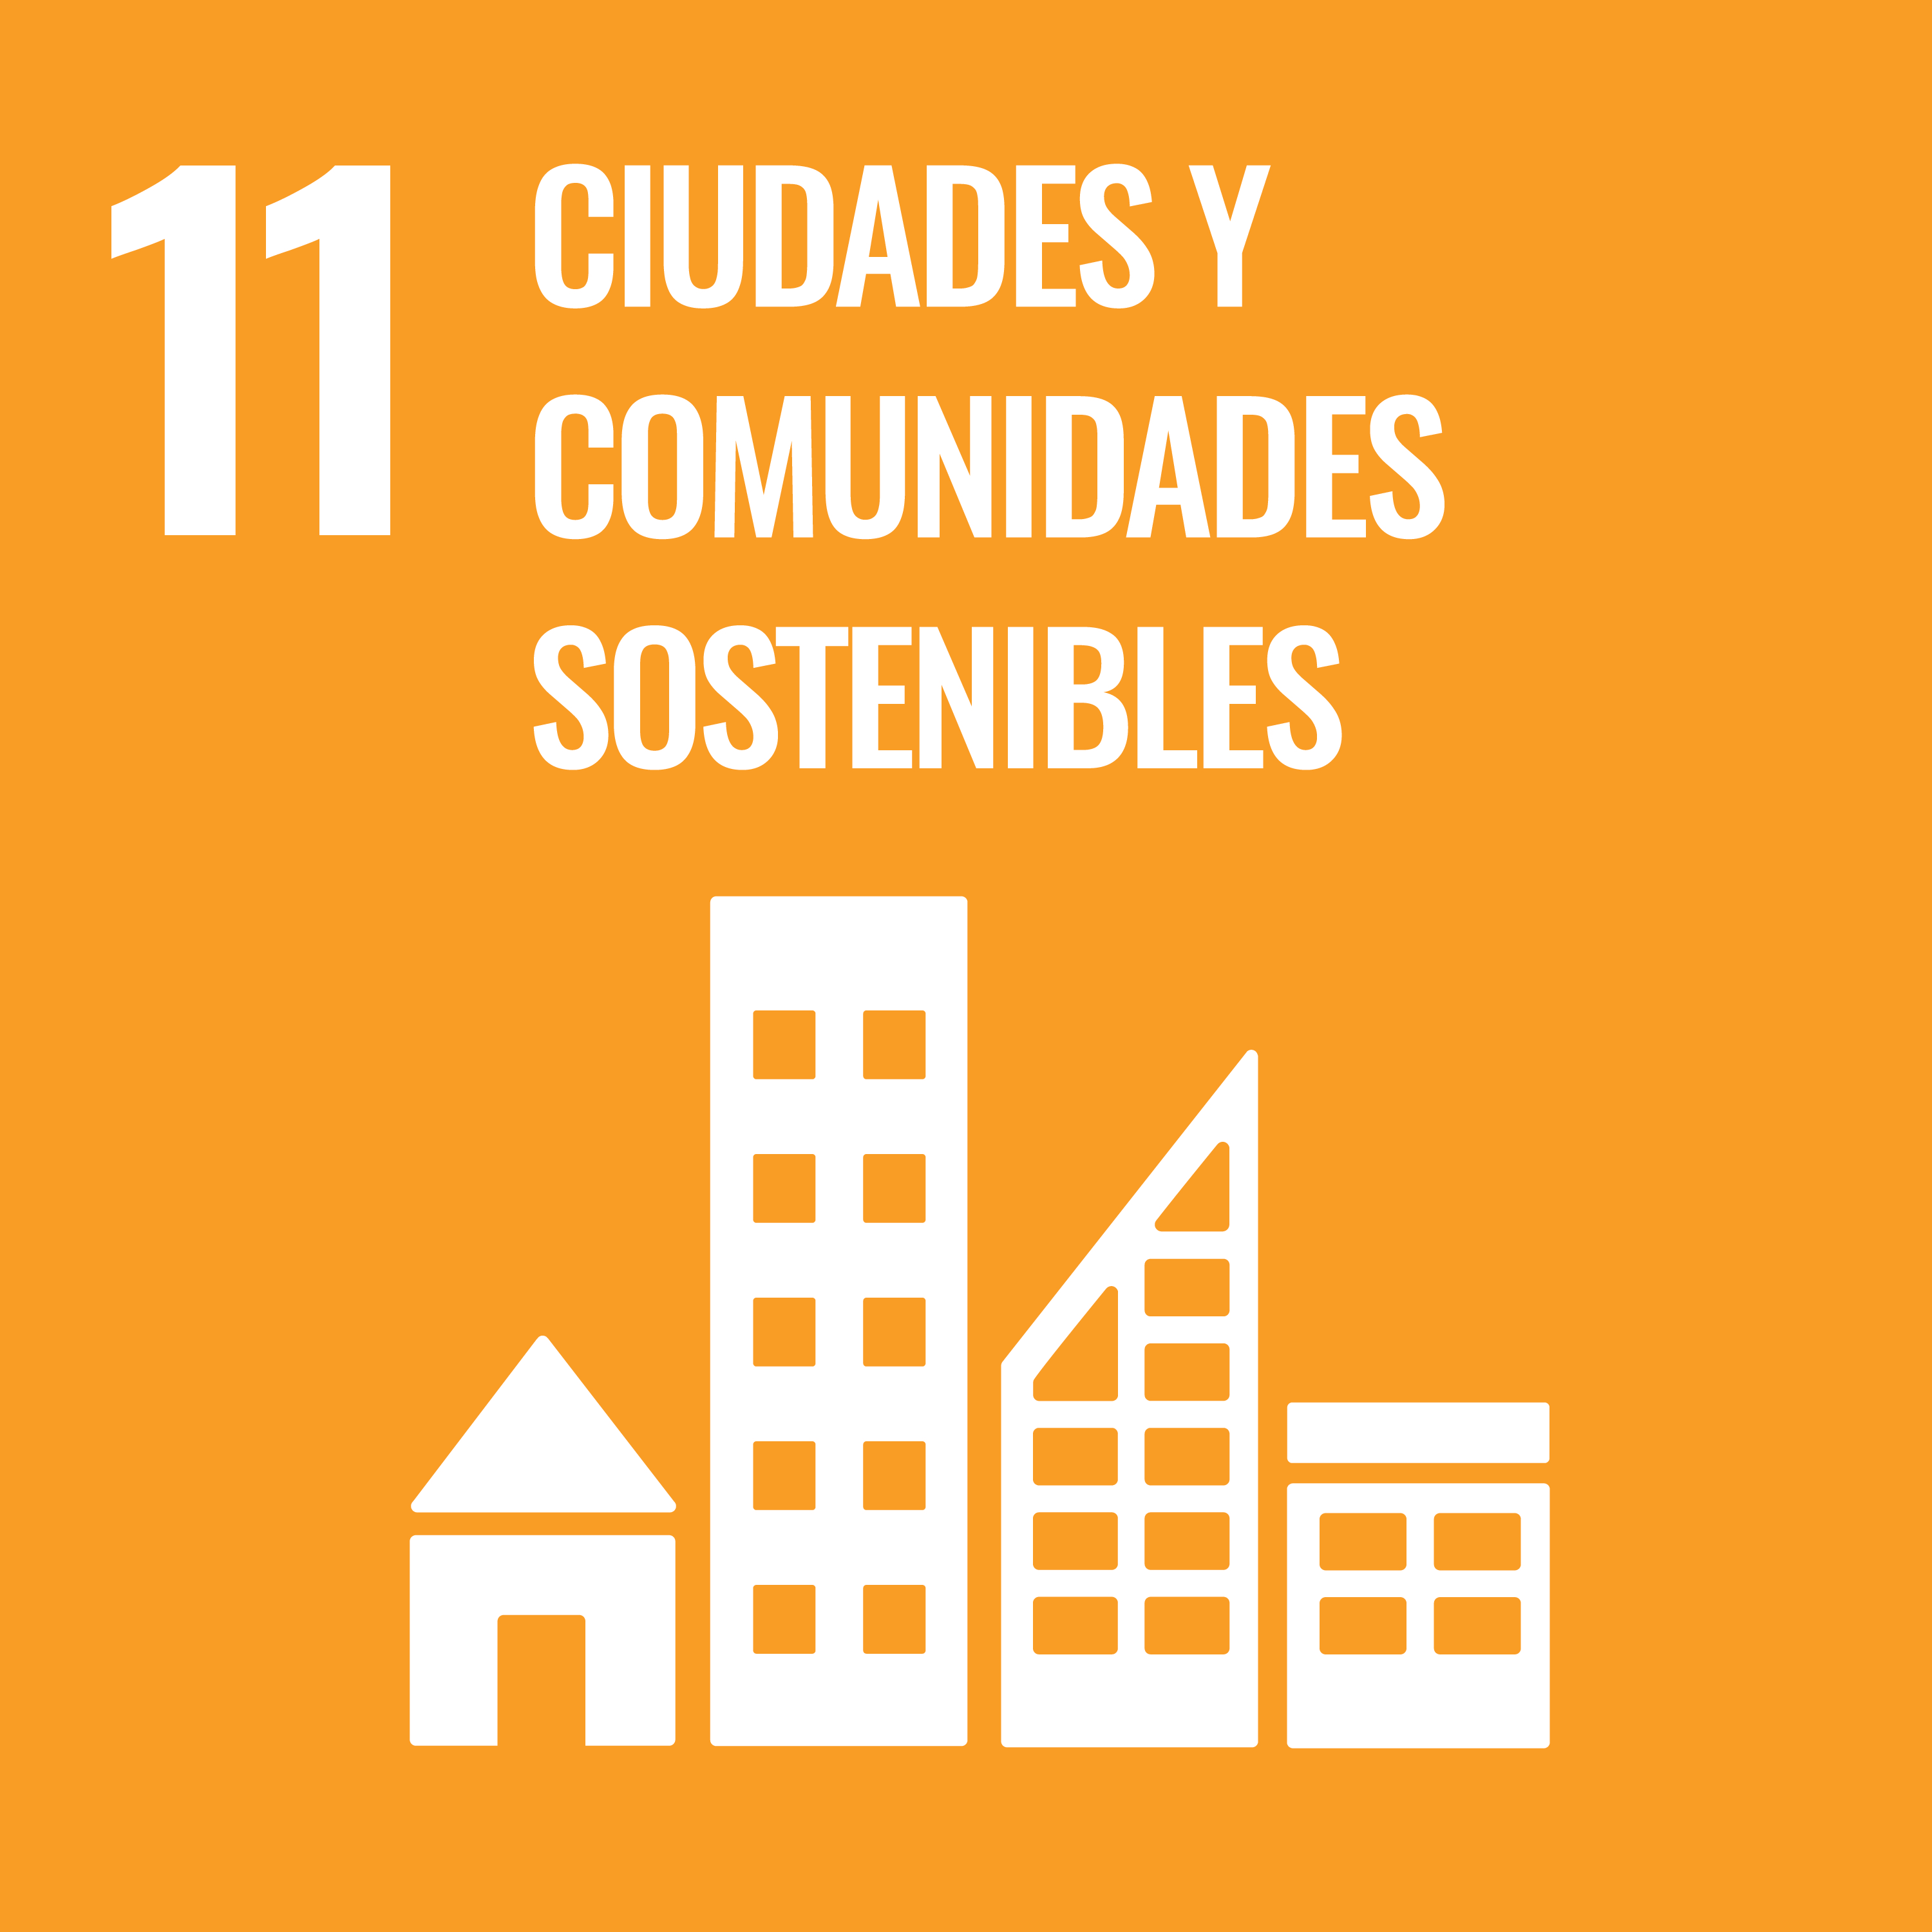 11
CIUDADES Y
COMUNIDADES
SOSTENIBLES